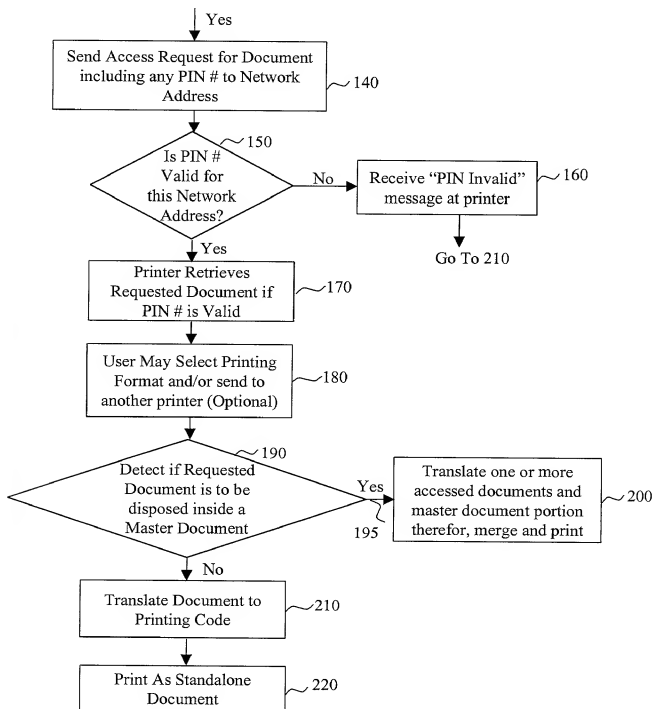 Yes
Send Access Request for Document
including any PIN # to Network
Address
140
150
Is PIN #
Valid for
this Network
Address?
No
Receive “PIN Invalid”
message at printer
160
Go To 210
Yes
Printer Retrieves
Requested Document if
PIN # is Valid
170
User May Select Printing
Format and/or send to
another printer (Optional)
180
190
Detect if Requested
Document is to be
disposed inside a
Master Document
Yes
195
Translate one or more
accessed documents and
master document portion
therefor, merge and print
200
No
Translate Document to
Printing Code
210
Print As Standalone
Document
220